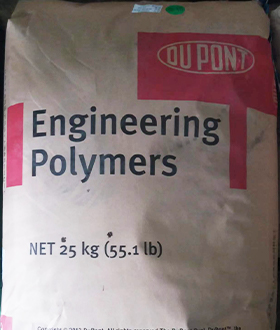 DU PONT
Engineering
Polymers
NET 25 kg (55.1 lb)